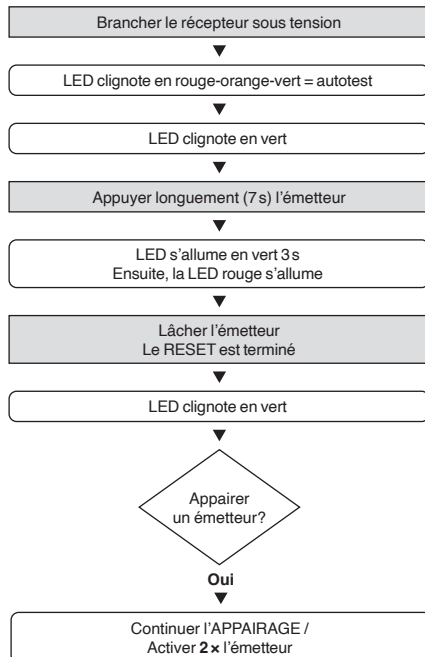 Brancher le récepteur sous tension
LED clignote en rouge-orange-vert = autotest
LED clignote en vert
Appuyer longuement (7 s) l’émetteur
LED s’allume en vert 3 s
Ensuite, la LED rouge s’allume
Lâcher l’émetteur
Le RESET est terminé
LED clignote en vert
Appairer
un émetteur?
Oui
Continuer l’APPAIRAGE /
Activer 2 × l’émetteur